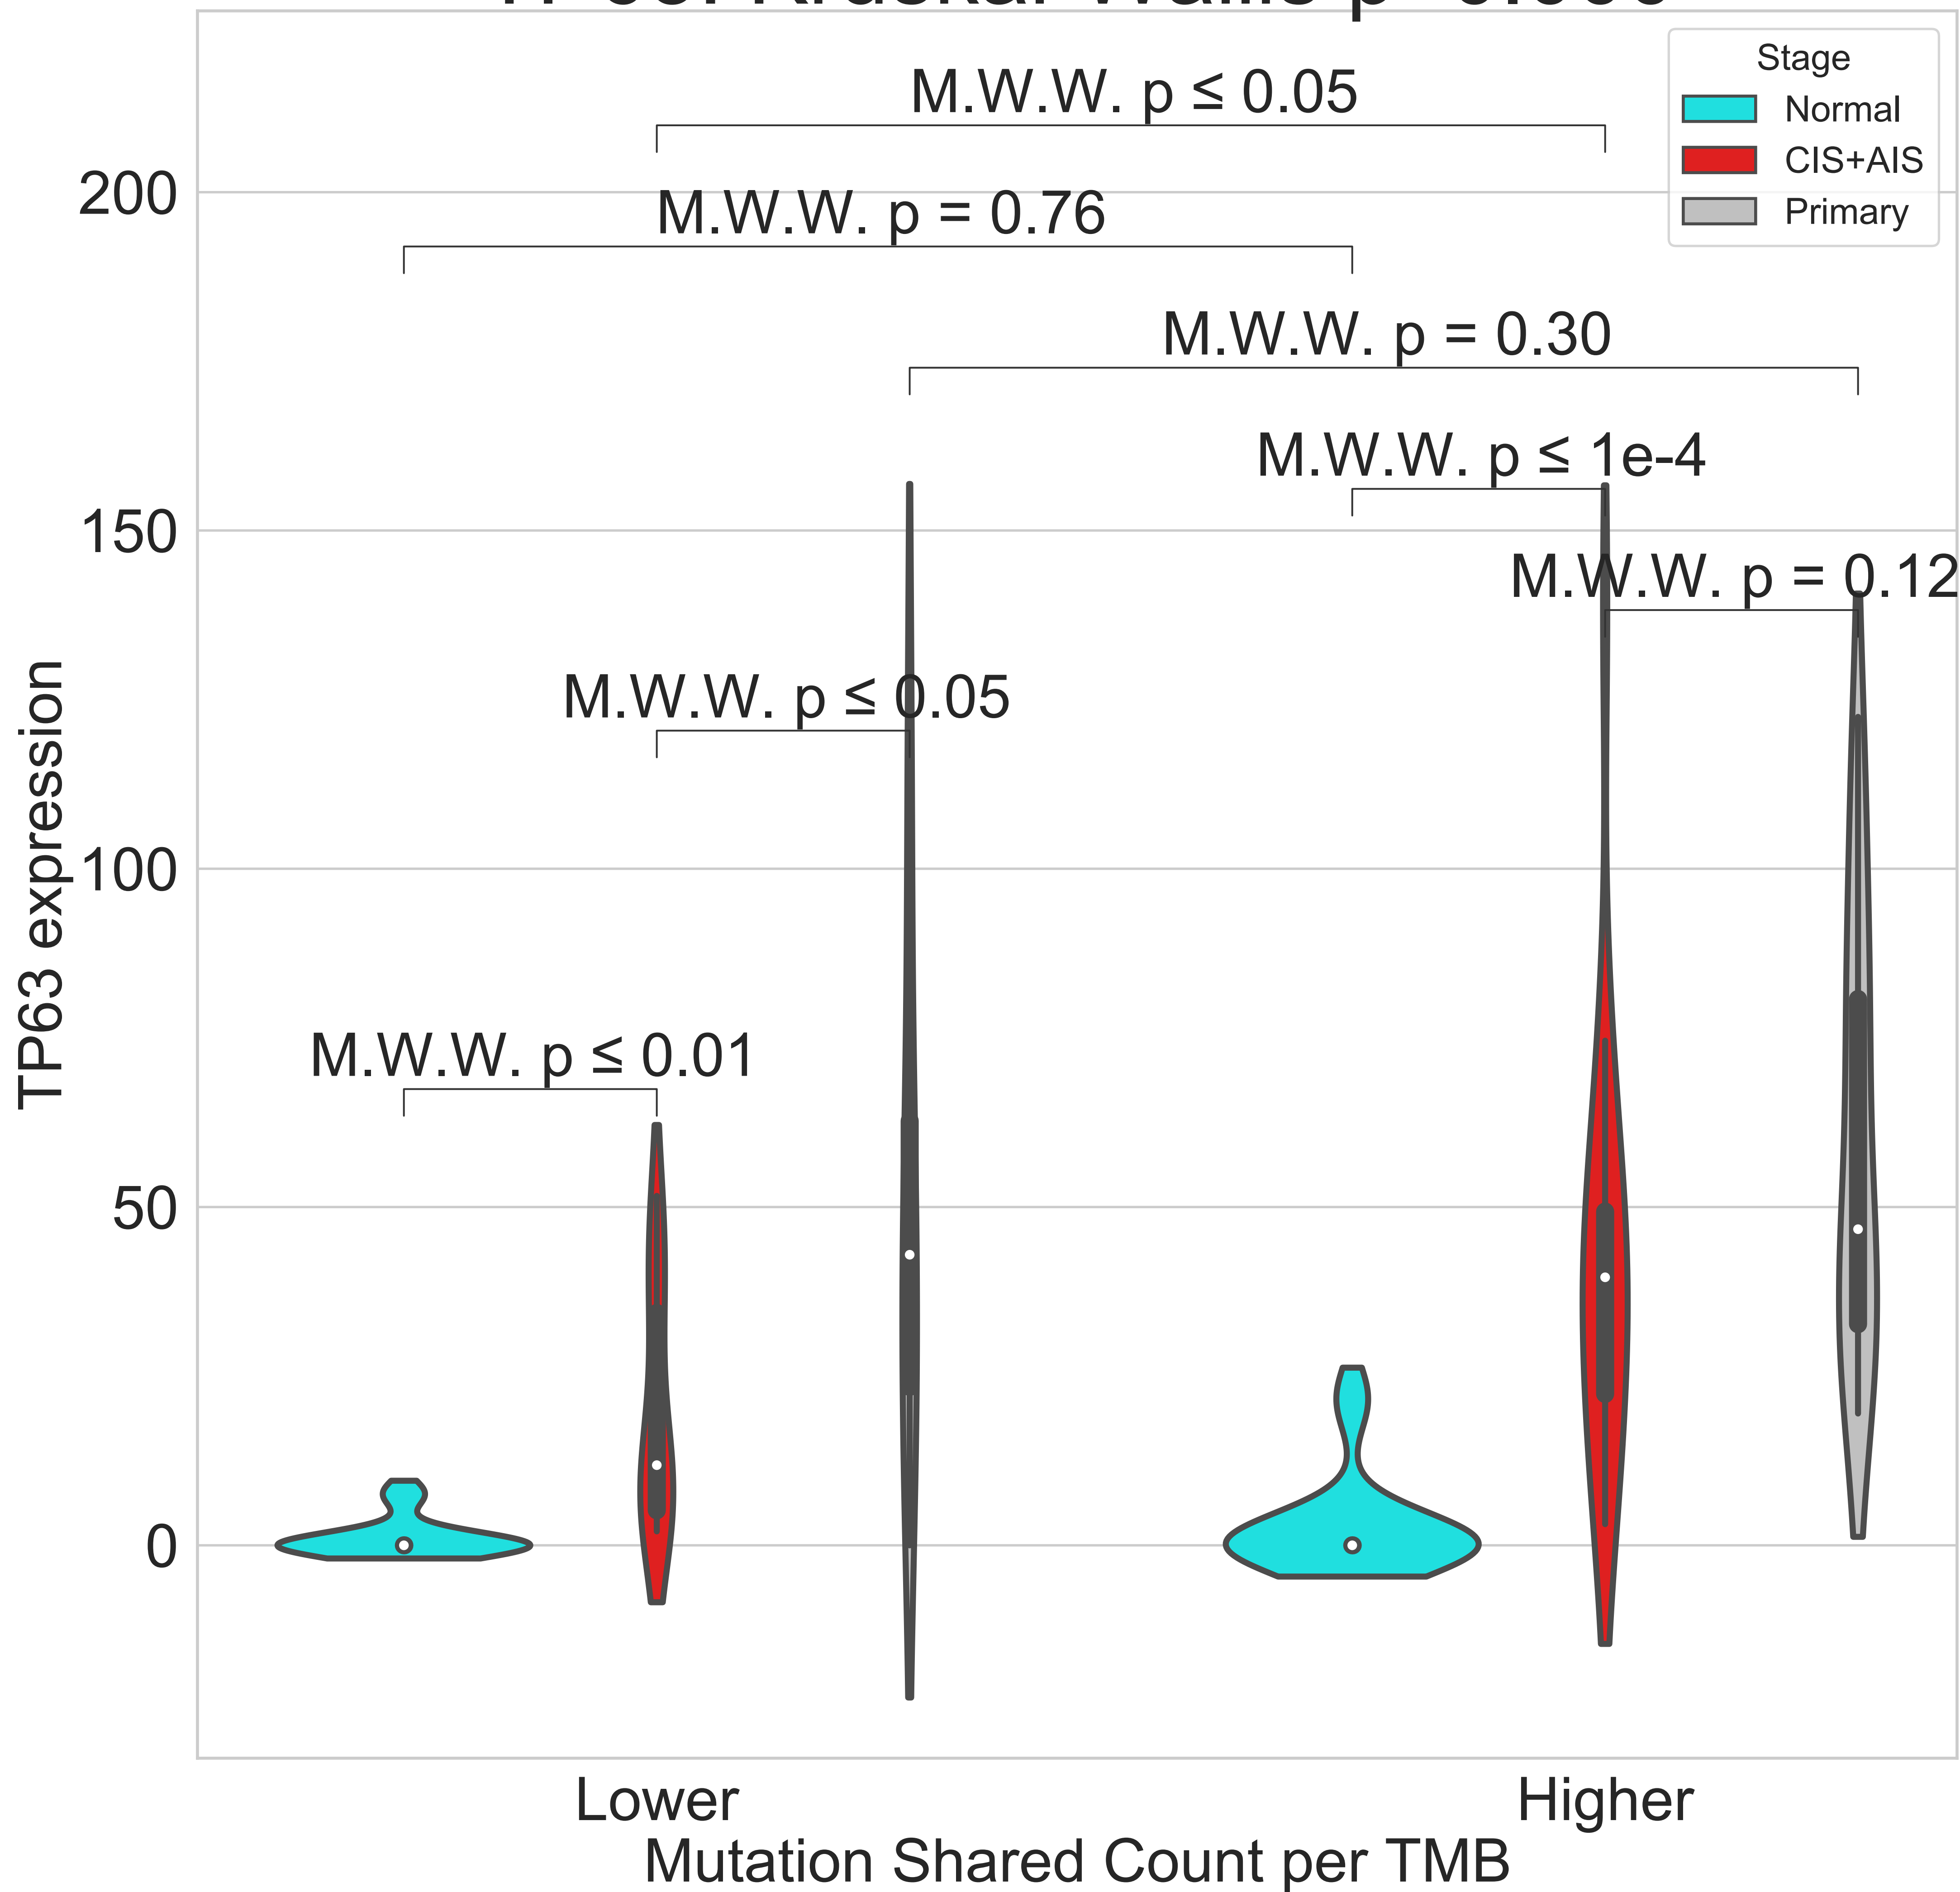 Stage
Normal
CIS+AIS
Primary
M.W.W. p ≤ 0.05
M.W.W. p = 0.76
M.W.W. p = 0.30
M.W.W. p ≤ 1e-4
M.W.W. p = 0.12
M.W.W. p ≤ 0.05
M.W.W. p ≤ 0.01
200
150
100
50
0
TP63 expression
Lower
Higher
Mutation Shared Count per TMB